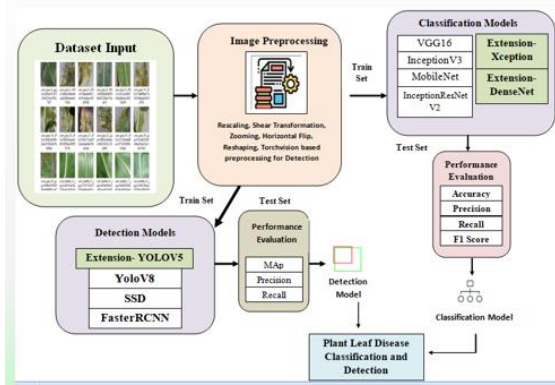 Dataset Input
Image Preprocessing
Rescaling, Shear Transformation,
Zooming, Horizontal Flip,
Reshaping, Torchvision based
preprocessing for Detection
Train
Set
Classification Models
VGG16
InceptionV3
MobileNet
InceptionResNet
V2
Extension-
Xception
Extension-
DenseNet
Test Set
Performance
Evaluation
Accuracy
Precision
Recall
F1 Score
Classification Model
Train Set
Detection Models
Extension- YOLOV5
YoloV8
SSD
FasterRCNN
Test Set
Performance
Evaluation
MAp
Precision
Recall
Detection
Model
Plant Leaf Disease
Classification and
Detection